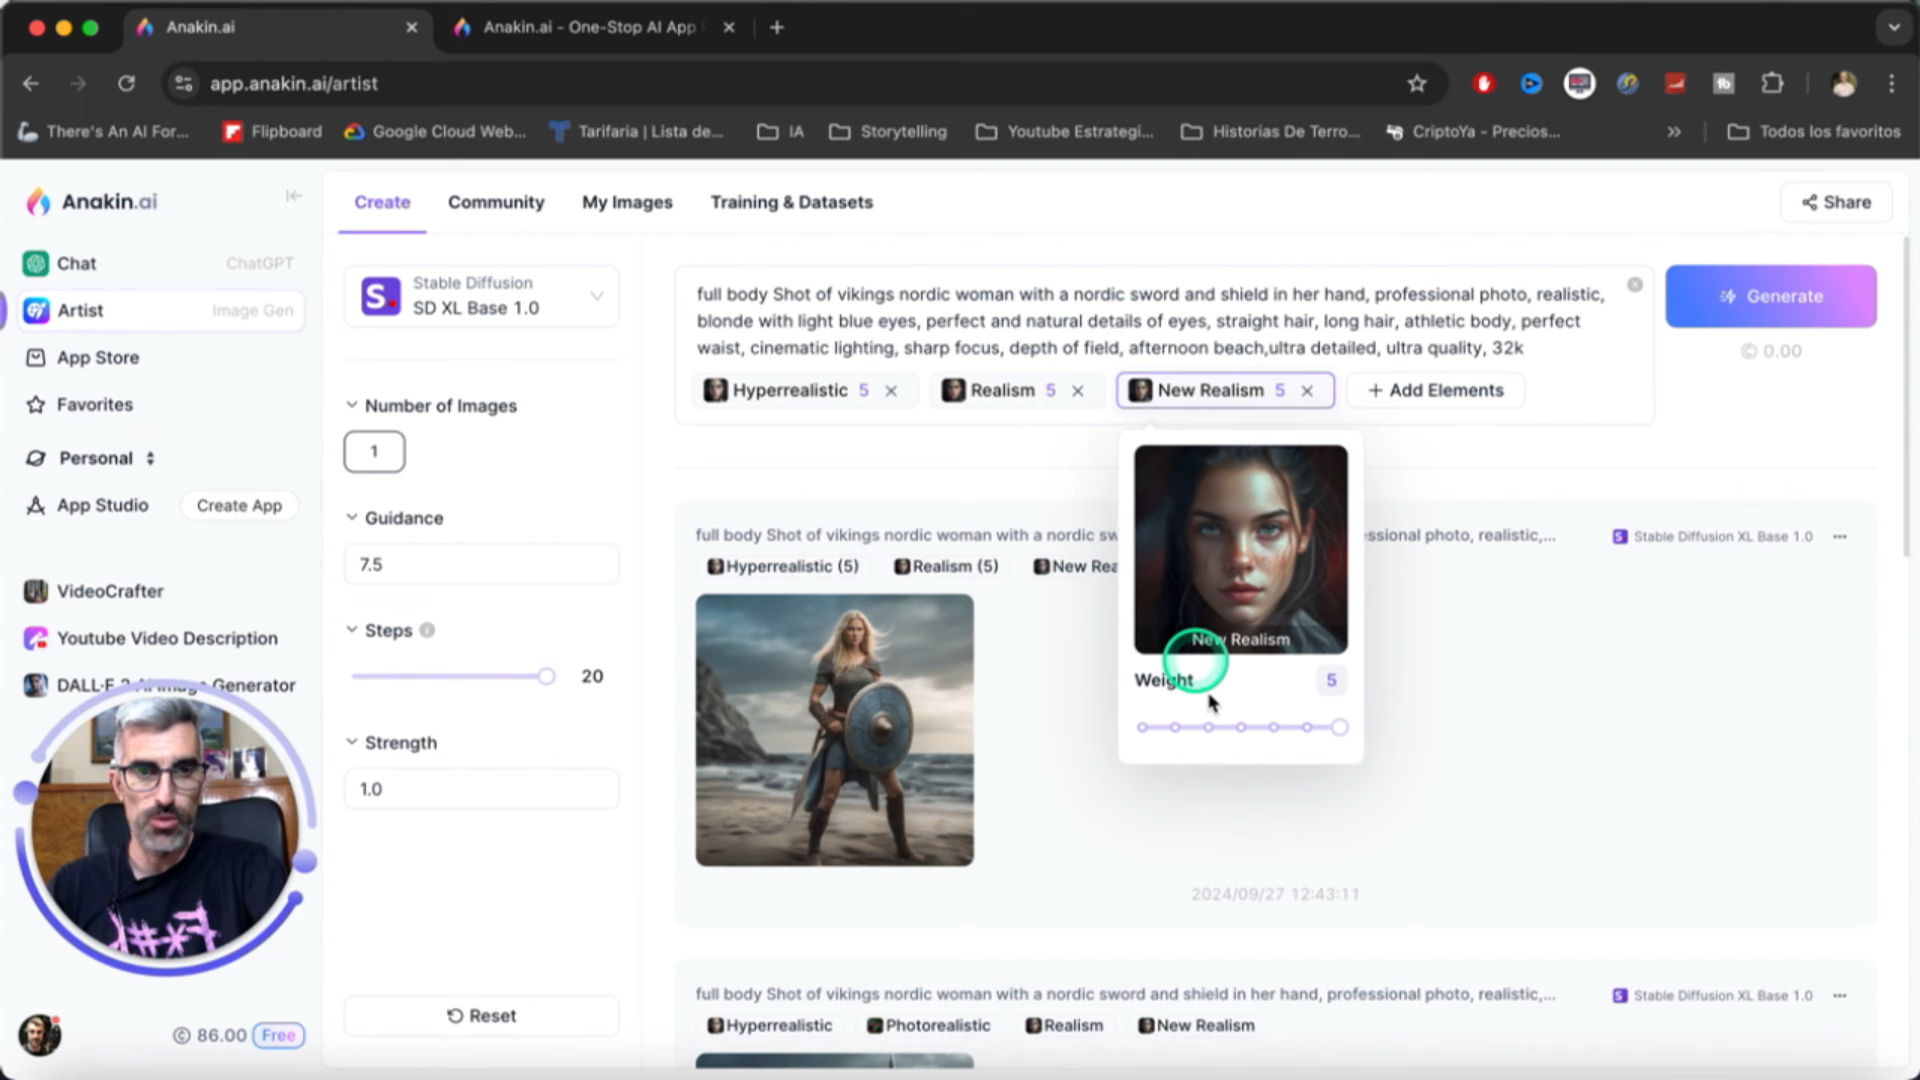 Anakin.ai
Anakin.ai - One-Stop AI App
app.anakin.ai/artist
There's An AI For...
Flipboard
Google Cloud Web...
Tarifaria | Lista de...
IA
Storytelling
Youtube Estrategi...
Historias De Terro...
CriptoYa - Precios...
Todos los favoritos
Anakin.ai
Chat
ChatGPT
Artist
Image Gen
App Store
Favorites
Personal
App Studio
Create App
VideoCrafter
Youtube Video Description
DALL·E 3 AI Image Generator
86.00
Free
Create
Community
My Images
Training & Datasets
Share
Stable Diffusion
SD XL Base 1.0
Number of Images
1
Guidance
7.5
Steps
20
Strength
1.0
Reset
full body Shot of vikings nordic woman with a nordic sword and shield in her hand, professional photo, realistic,
blonde with light blue eyes, perfect and natural details of eyes, straight hair, long hair, athletic body, perfect
waist, cinematic lighting, sharp focus, depth of field, afternoon beach,ultra detailed, ultra quality, 32k
Hyperrealistic 5
Realism 5
New Realism 5
+ Add Elements
Generate
0.00
New Realism
Weight
5
full body Shot of vikings nordic woman with a nordic sw
ssional photo, realistic,...
Stable Diffusion XL Base 1.0
Hyperrealistic (5)
Realism (5)
New Rea
2024/09/27 12:43:11
full body Shot of vikings nordic woman with a nordic sword and shield in her hand, professional photo, realistic,...
Stable Diffusion XL Base 1.0
Hyperrealistic
Photorealistic
Realism
New Realism